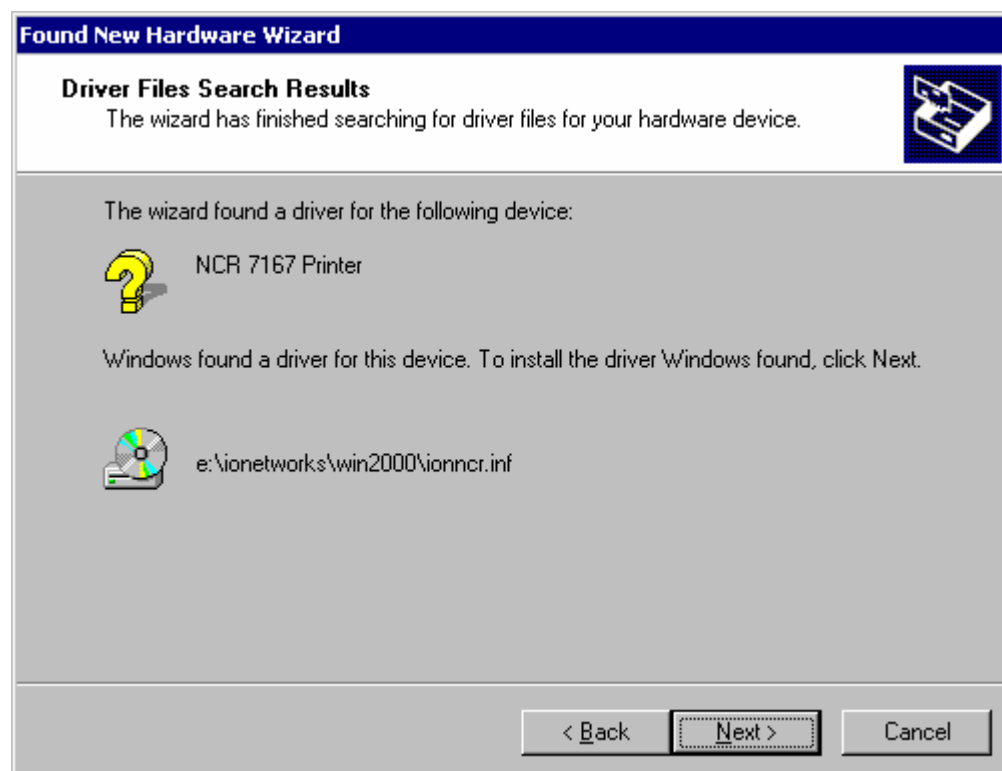 Found New Hardware Wizard
Driver Files Search Results
The wizard has finished searching for driver files for your hardware device.
The wizard found a driver for the following device:
NCR 7167 Printer
Windows found a driver for this device. To install the driver Windows found, click Next.
e:\ionetworks\win2000\ionncr.inf
< Back Next > Cancel